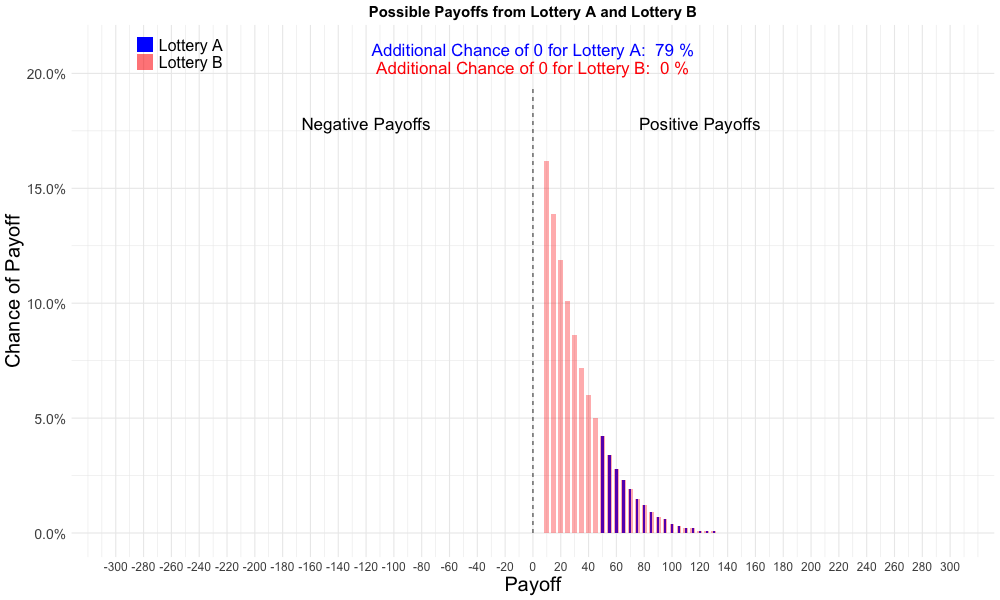 Possible Payoffs from Lottery A and Lottery B
Lottery A
Lottery B
Additional Chance of 0 for Lottery A:  79 %
Additional Chance of 0 for Lottery B:  0 %
Negative Payoffs
Positive Payoffs
Chance of Payoff
20.0%
15.0%
10.0%
5.0%
0.0%
-300 -280 -260 -240 -220 -200 -180 -160 -140 -120 -100 -80 -60 -40 -20 0 20 40 60 80 100 120 140 160 180 200 220 240 260 280 300
Payoff